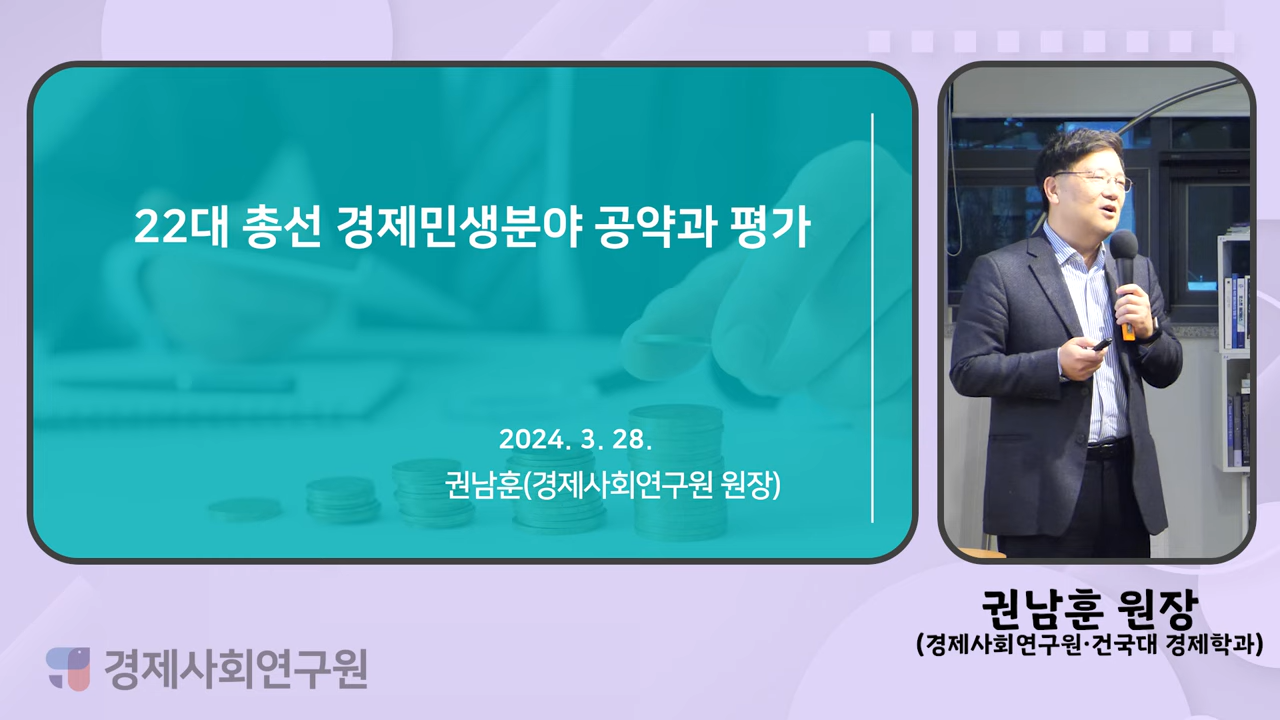 22대 총선 경제민생분야 공약과 평가
2024. 3. 28.
권남훈(경제사회연구원 원장)
권남훈 원장
(경제사회연구원·건국대 경제학과)
경제사회연구원